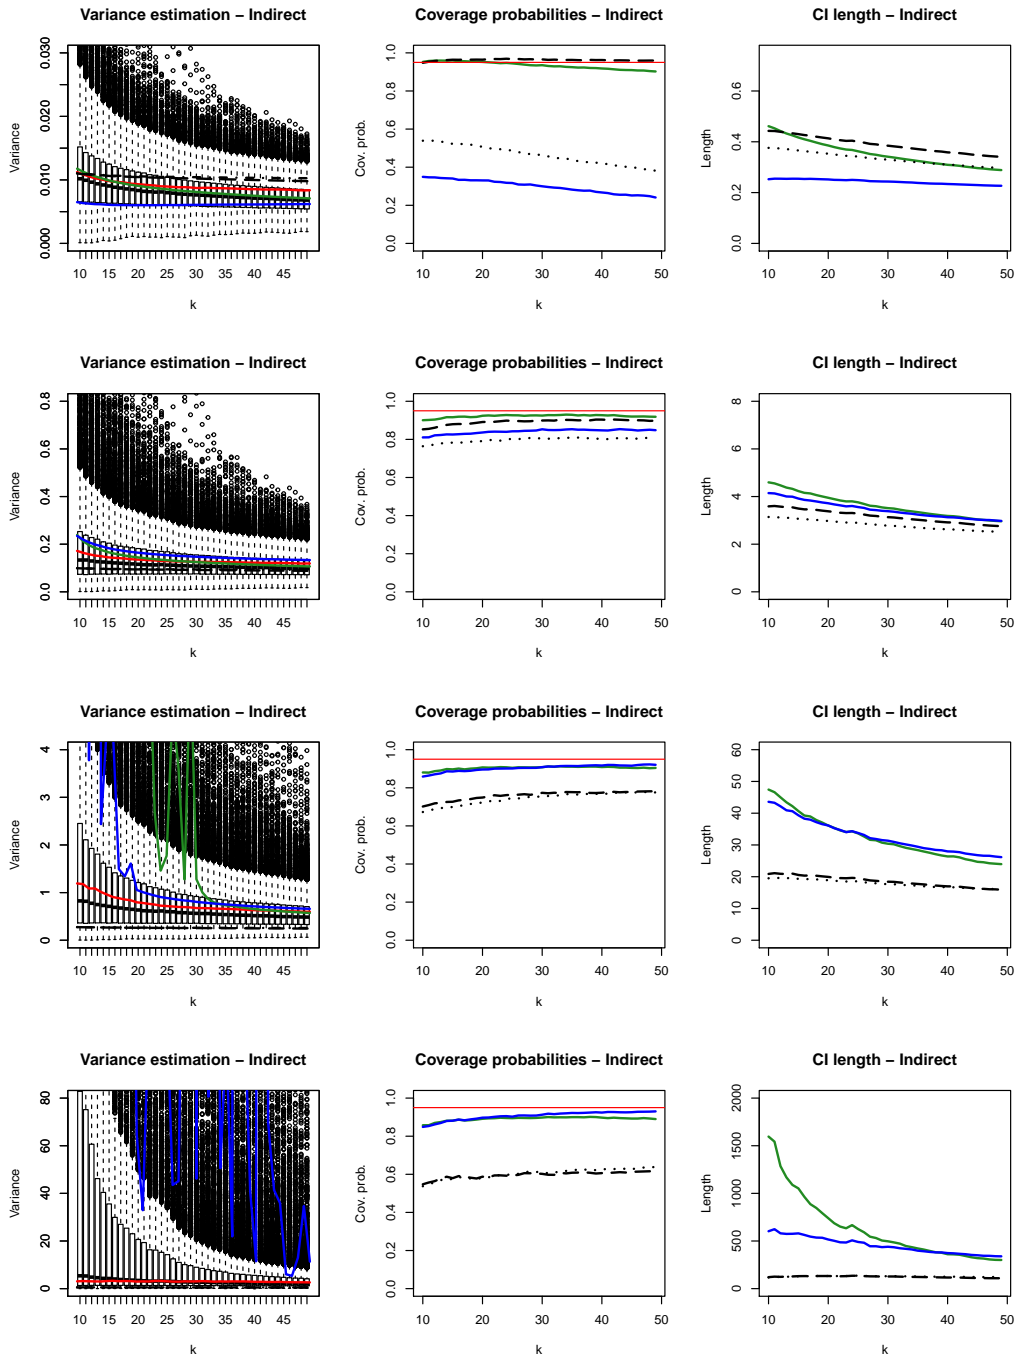 Variance estimation – Indirect
Coverage probabilities – Indirect
CI length – Indirect
Variance
0.000 0.010 0.020 0.030
10 15 20 25 30 35 40 45
k
Cov. prob.
0.0 0.2 0.4 0.6 0.8 1.0
10 20 30 40 50
k
Length
0.0 0.2 0.4 0.6
10 20 30 40 50
k
Variance estimation – Indirect
Coverage probabilities – Indirect
CI length – Indirect
Variance
0.0 0.2 0.4 0.6 0.8
10 15 20 25 30 35 40 45
k
Cov. prob.
0.0 0.2 0.4 0.6 0.8 1.0
10 20 30 40 50
k
Length
0 2 4 6 8
10 20 30 40 50
k
Variance estimation – Indirect
Coverage probabilities – Indirect
CI length – Indirect
Variance
0 1 2 3 4
10 15 20 25 30 35 40 45
k
Cov. prob.
0.0 0.2 0.4 0.6 0.8 1.0
10 20 30 40 50
k
Length
0 10 20 30 40 50 60
10 20 30 40 50
k
Variance estimation – Indirect
Coverage probabilities – Indirect
CI length – Indirect
Variance
0 20 40 60 80
10 15 20 25 30 35 40 45
k
Cov. prob.
0.0 0.2 0.4 0.6 0.8 1.0
10 20 30 40 50
k
Length
0 500 1000 1500 2000
10 20 30 40 50
k